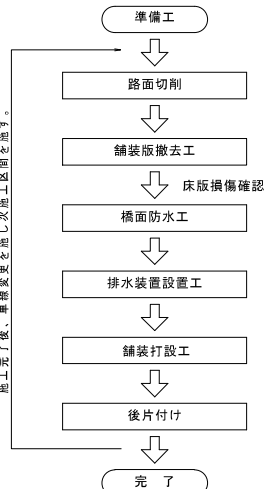 準備工
路面切削
舗装版撤去工
床版損傷確認
橋面防水工
排水装置設置工
舗装打設工
後片付け
完 了
施工完了後、車線変更を施し次施工区間を施す。